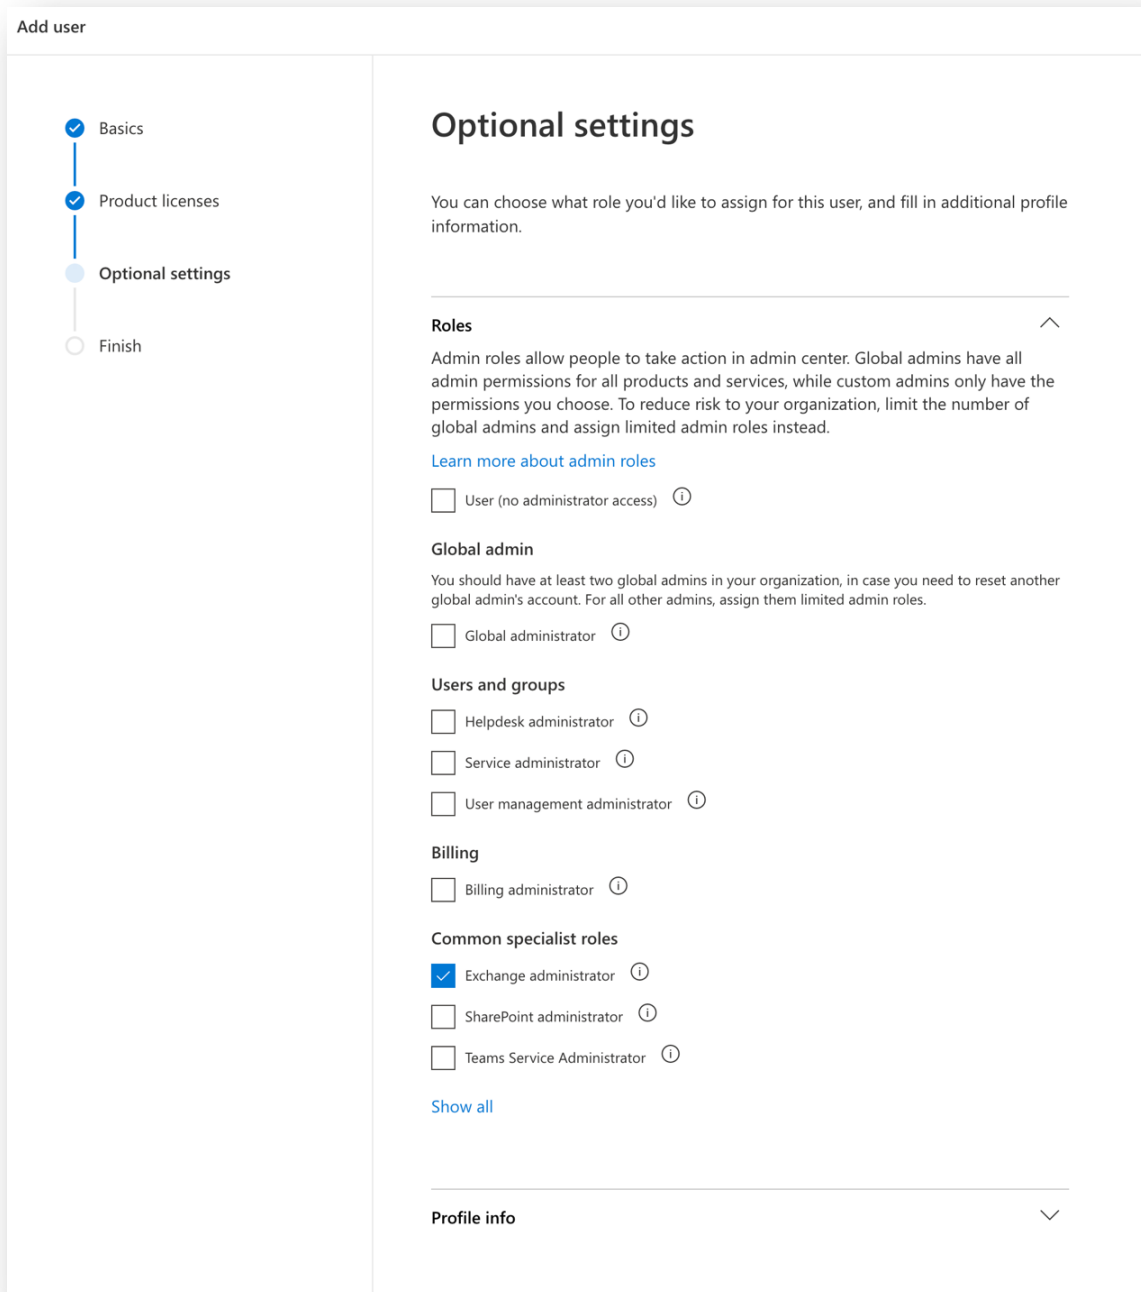 Add user
Basics
Product licenses
Optional settings
Finish
Optional settings
You can choose what role you'd like to assign for this user, and fill in additional profile
information.
Roles
Admin roles allow people to take action in admin center. Global admins have all
admin permissions for all products and services, while custom admins only have the
permissions you choose. To reduce risk to your organization, limit the number of
global admins and assign limited admin roles instead.
Learn more about admin roles
User (no administrator access)
Global admin
You should have at least two global admins in your organization, in case you need to reset another
global admin's account. For all other admins, assign them limited admin roles.
Global administrator
Users and groups
Helpdesk administrator
Service administrator
User management administrator
Billing
Billing administrator
Common specialist roles
Exchange administrator
SharePoint administrator
Teams Service Administrator
Show all
Profile info